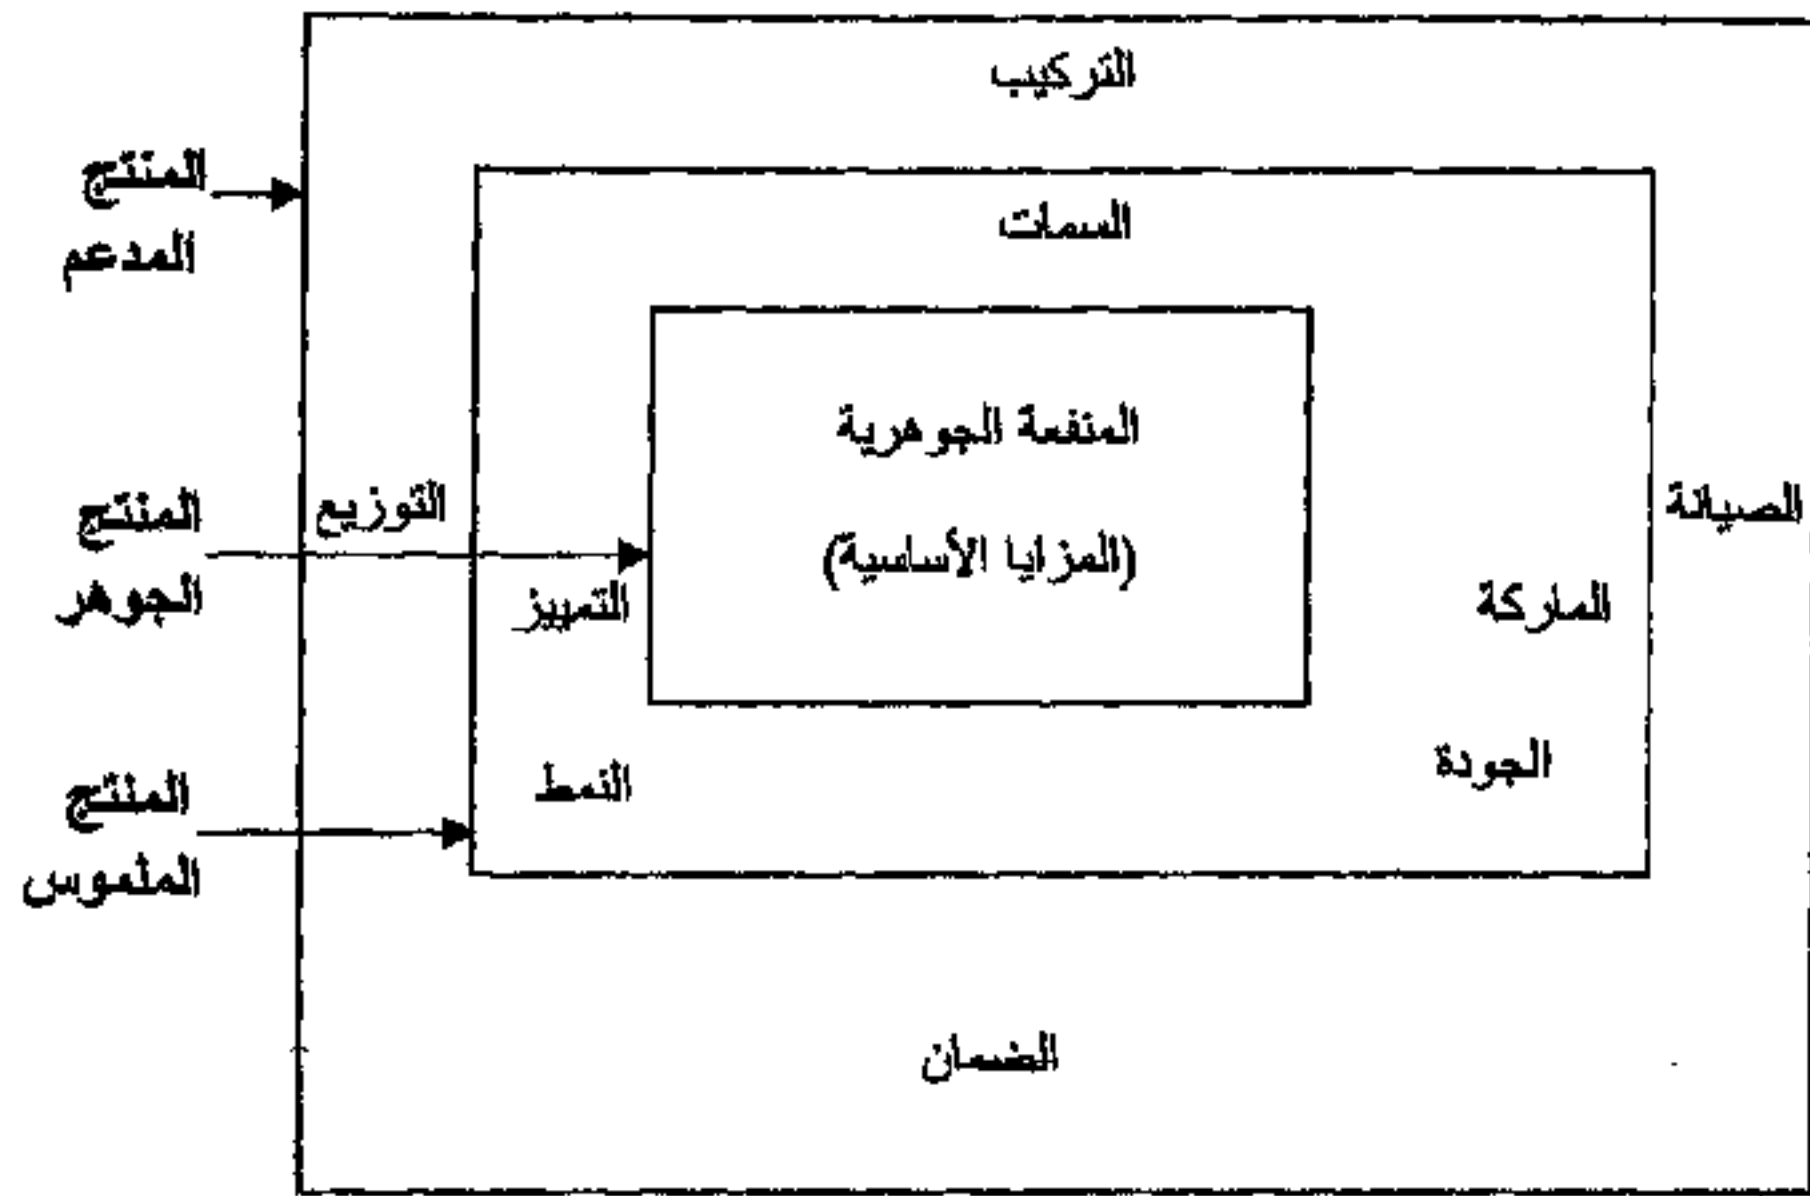 التركيب
المنتج
المدعم
السمات
المنفعة الجوهرية
(المزايا الأساسية)
الصيانة
التوزيع
المنتج
الجوهر
الماركة
التمييز
الجودة
النمط
المنتج
الملموس
الضمان